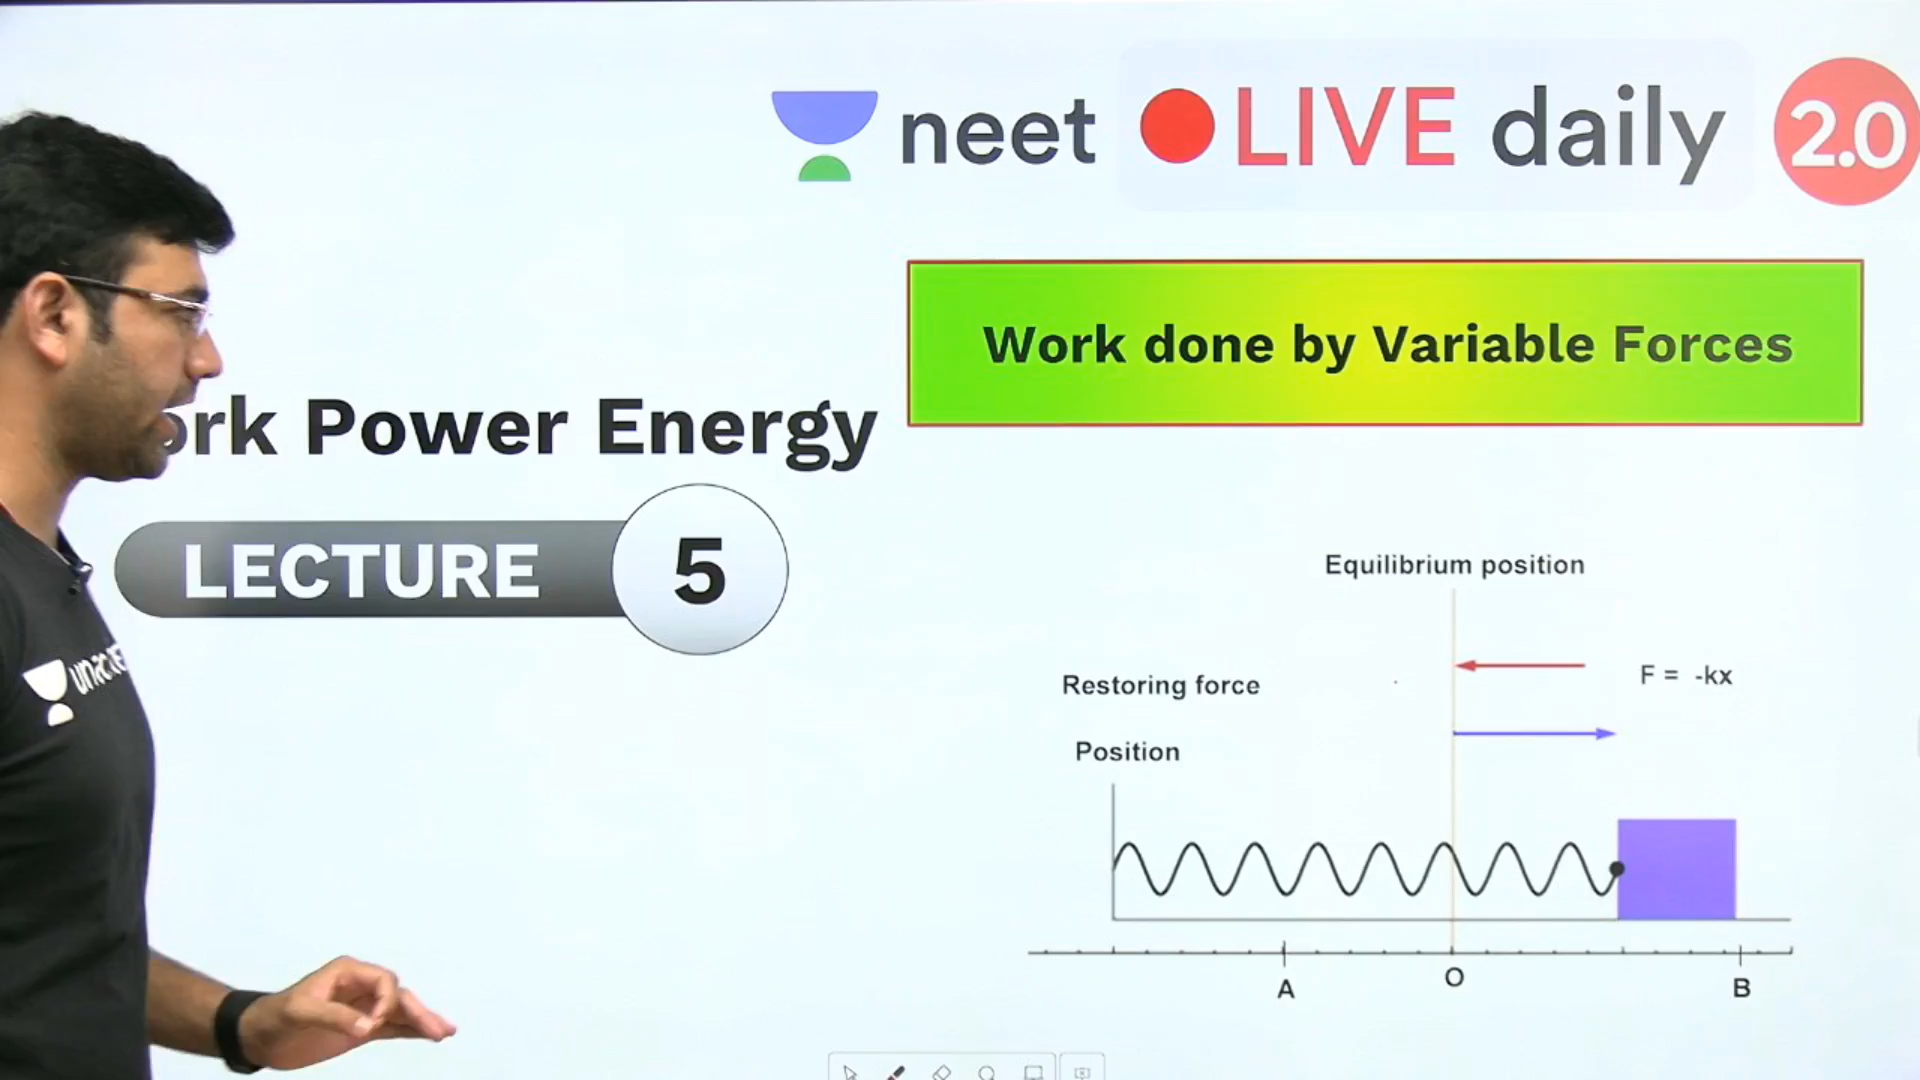 neet LIVE daily 2.0
Work done by Variable Forces
ork Power Energy
LECTURE 5
Equilibrium position
F = -kx
Restoring force
Position
A
O
B